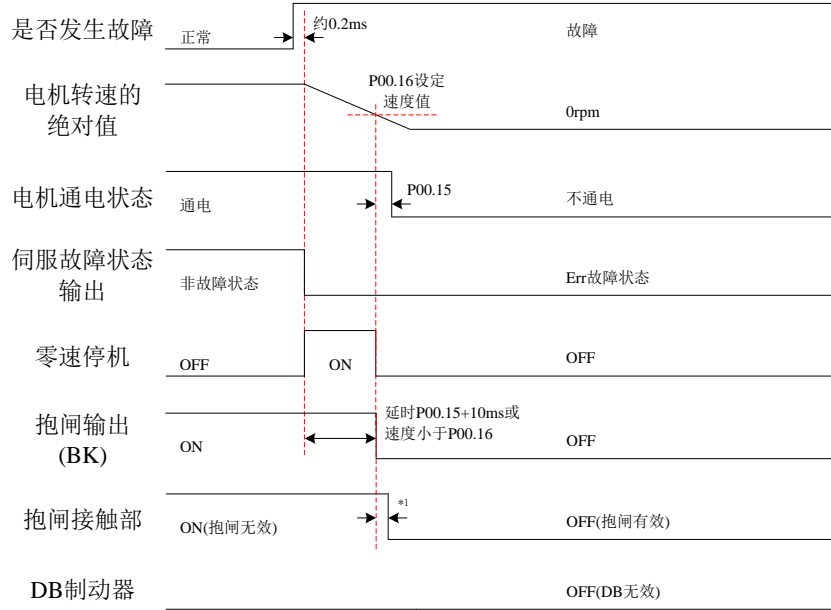 是否发生故障
正常
约0.2ms
故障
电机转速的
绝对值
P00.16设定
速度值
0rpm
电机通电状态
通电
P00.15
不通电
伺服故障状态
输出
非故障状态
Err故障状态
零速停机
OFF
ON
OFF
抱闸输出
(BK)
ON
延时P00.15+10ms或
速度小于P00.16
OFF
抱闸接触部
ON(抱闸无效)
*1
OFF(抱闸有效)
DB制动器
OFF(DB无效)